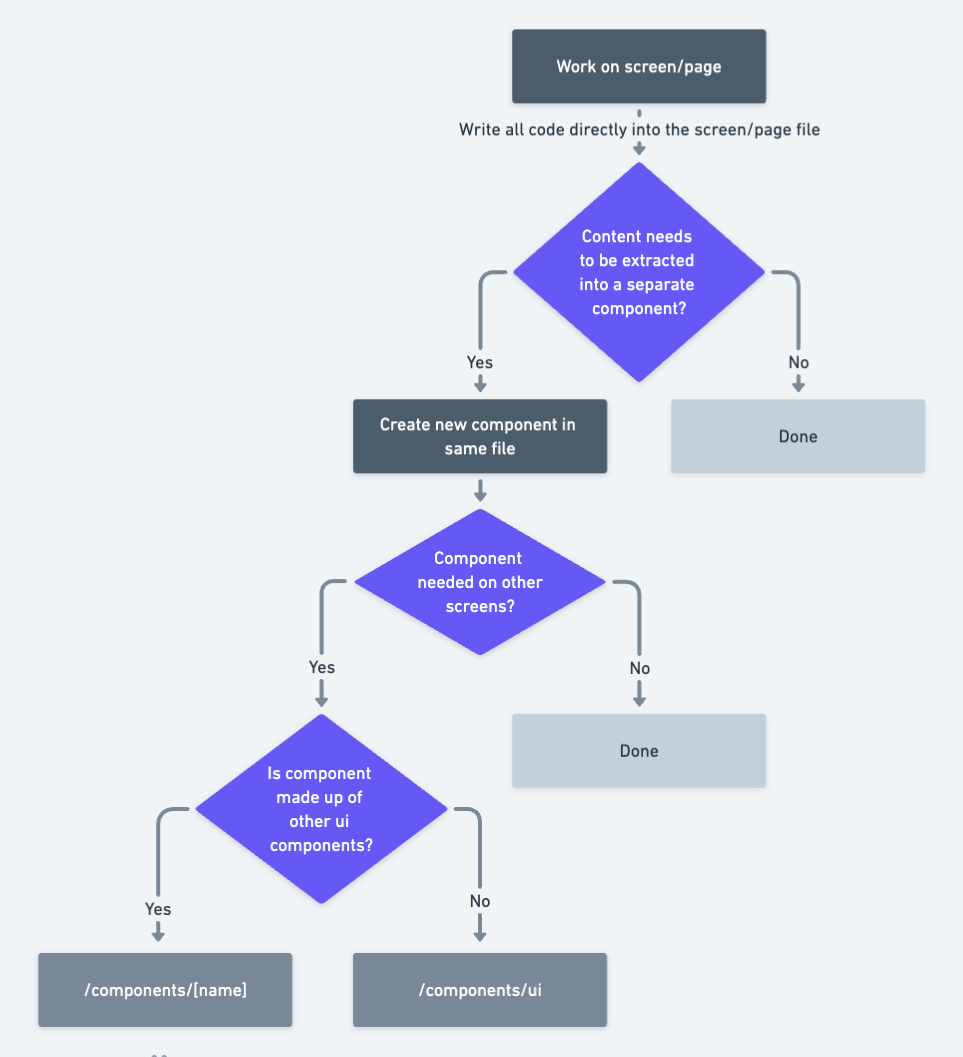 Work on screen/page
Write all code directly into the screen/page file
Content needs
to be extracted
into a separate
component?
Yes
No
Create new component in
same file
Done
Component
needed on other
screens?
Yes
No
Is component
made up of
other ui
components?
Done
Yes
No
/components/[name]
/components/ui